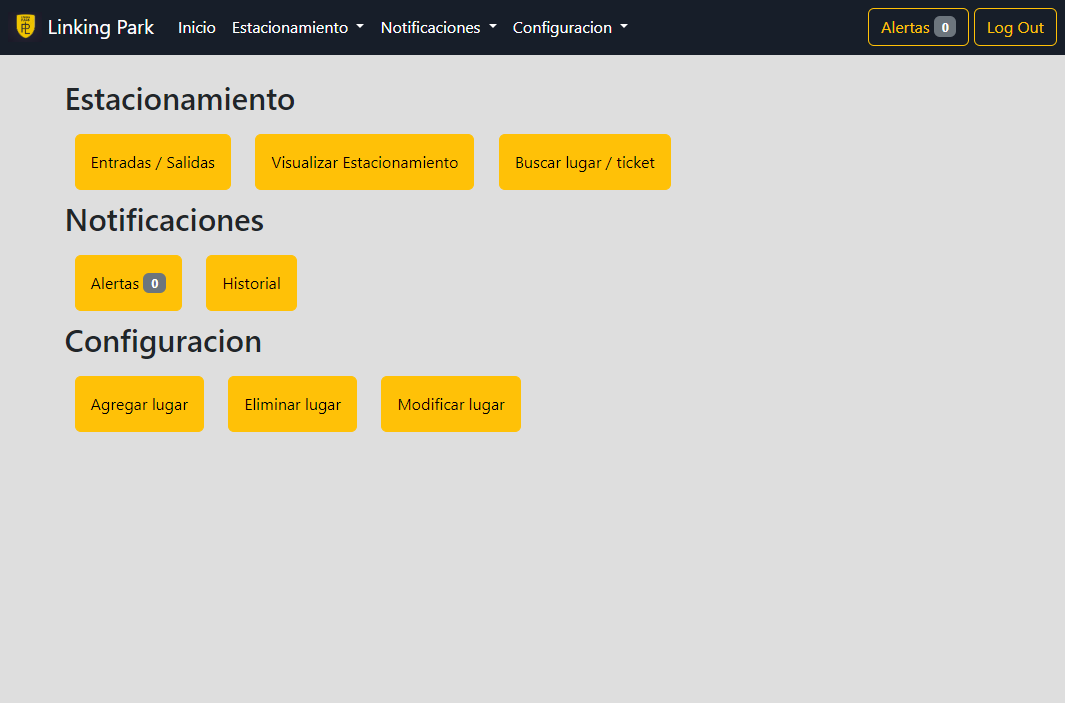 Linking Park Inicio Estacionamiento Notificaciones Configuracion Alertas 0 Log Out
Estacionamiento
Entradas / Salidas Visualizar Estacionamiento Buscar lugar / ticket
Notificaciones
Alertas 0 Historial
Configuracion
Agregar lugar Eliminar lugar Modificar lugar